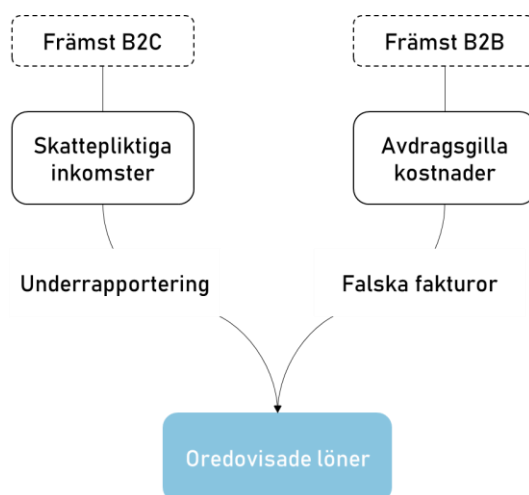 Främst B2C
Främst B2B
Skattepliktiga
inkomster
Avdragsgilla
kostnader
Underrapportering
Falska fakturor
Oredovisade löner